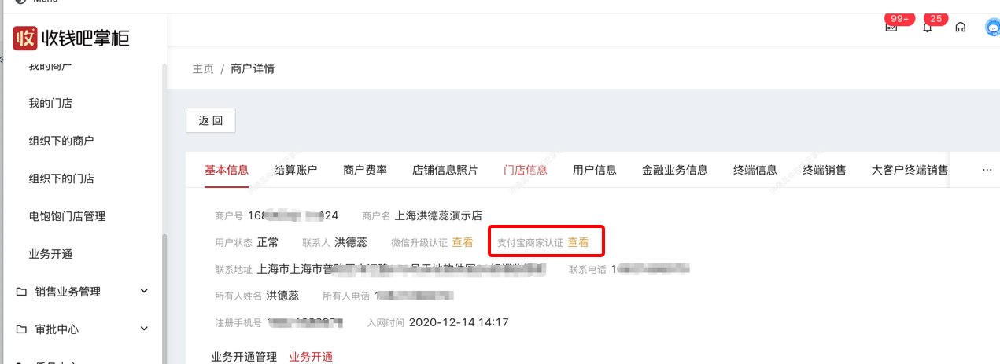 Menu
99+ 25
收 收钱吧掌柜
我的商户
主页 / 商户详情
我的门店
返回
组织下的商户
基本信息 结算账户 商户费率 店铺信息照片 门店信息 用户信息 金融业务信息 终端信息 终端销售 大客户终端销售 ...
组织下的门店
电饱饱门店管理
商户号 168 024 商户名 上海洪德蕊演示店
用户状态 正常 联系人 洪德蕊 微信升级认证 查看 支付宝商家认证 查看
业务开通
联系地址 上海市上海市普 联系电话 1
销售业务管理
所有人姓名 洪德蕊 所有人电话
注册手机号 入网时间 2020-12-14 14:17
审批中心
业务开通管理 业务开通